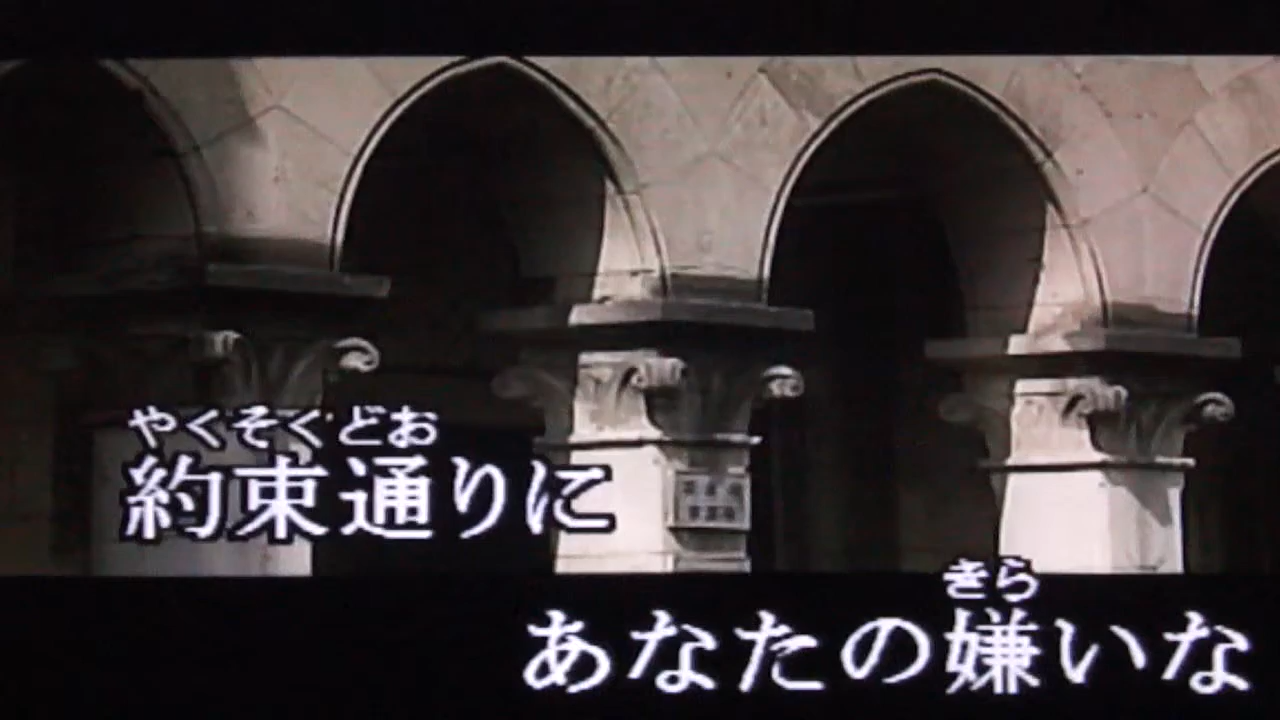 やくそくどお
約束通りに
きら
あなたの嫌いな